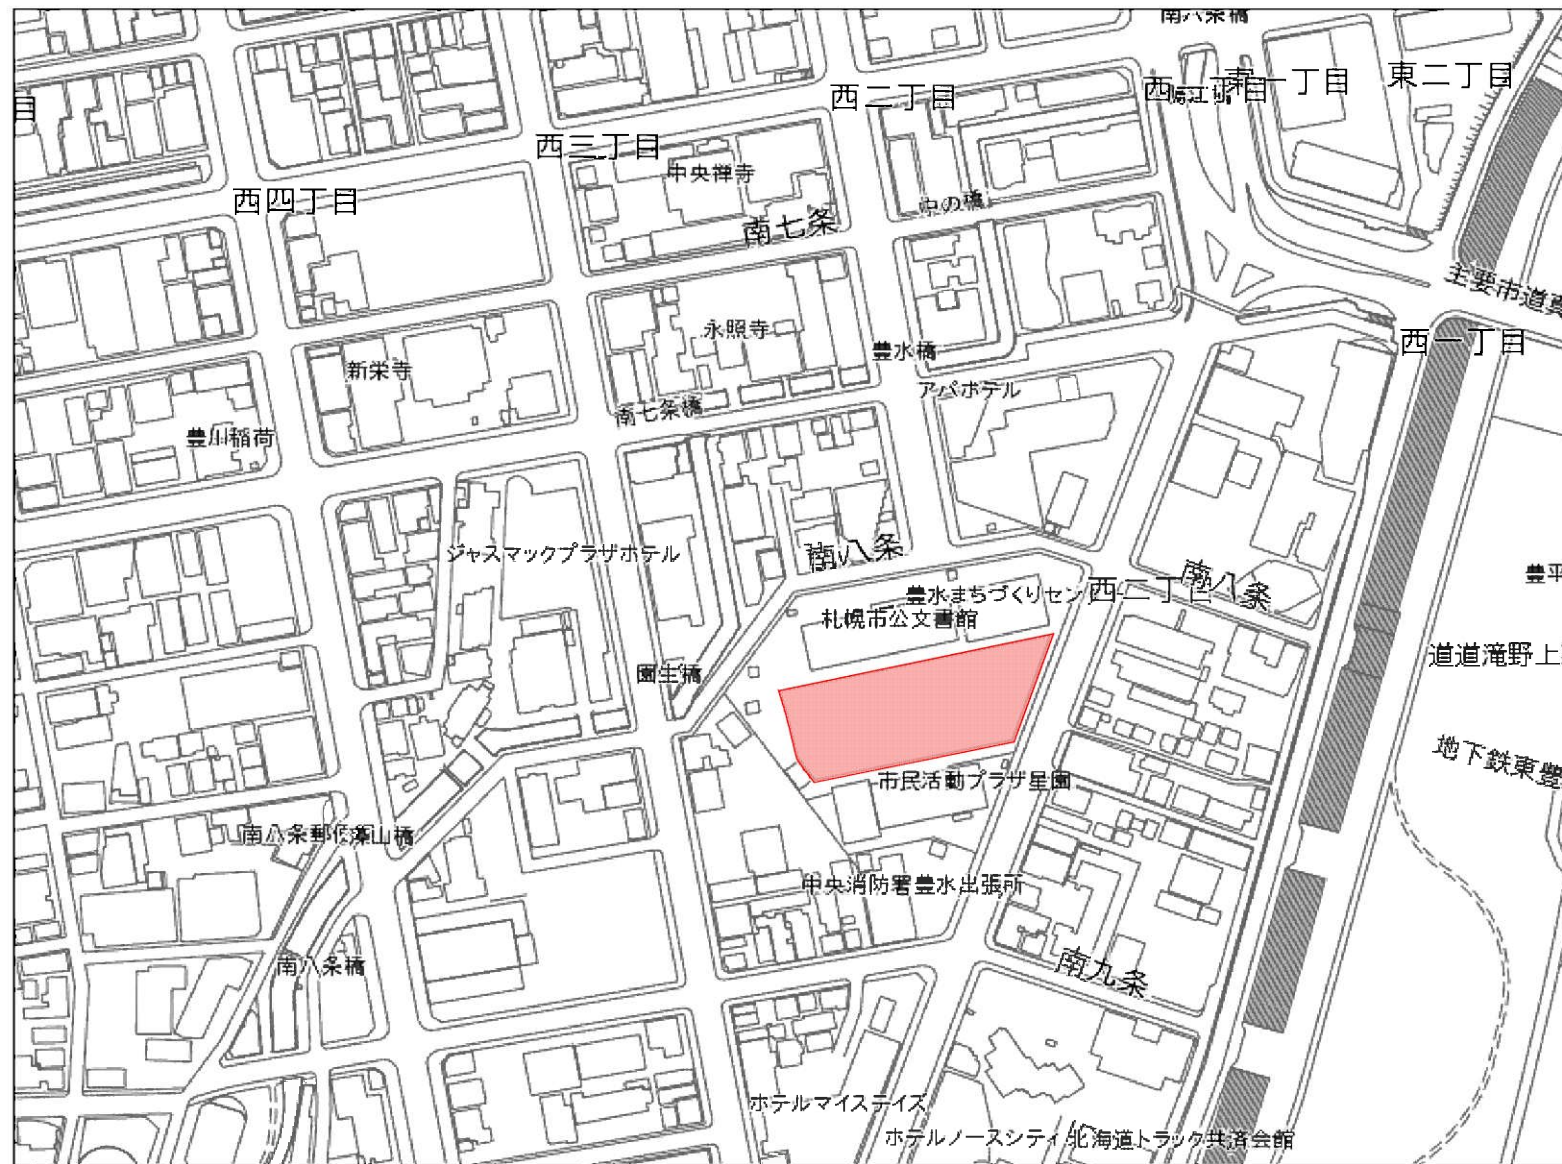 南八条橋
西二丁目
東一丁目
東二丁目
目
西三丁目
中央禅寺
西四丁目
中の橋
南七条
主要市道真
永照寺
豊水橋
西一丁目
新栄寺
アパホテル
南七条橋
豊川稲荷
ジャスマックプラザホテル
南八条
南八条
豊平
豊水まちづくりセン
西二丁目
札幌市公文書館
道道滝野上
園生橋
地下鉄東豊
市民活動プラザ星園
南八条郵便
藻山橋
中央消防署豊水出張所
南八条橋
南九条
ホテルマイステイズ
ホテルノースシティ
北海道トラック共済会館